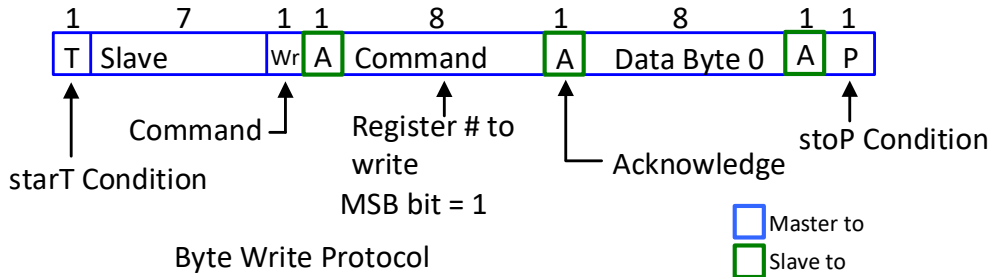 1 7 1 1 8 1 8 1 1
T Slave Wr A Command A Data Byte 0 A P
Command
Register # to
write
MSB bit = 1
Acknowledge
stoP Condition
starT Condition
Byte Write Protocol
Master to
Slave to